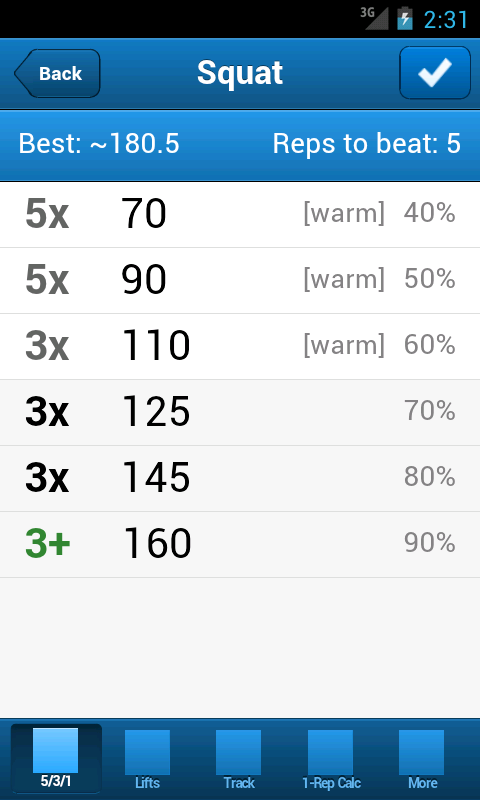 3G 2:31
Back Squat
Best: ~180.5 Reps to beat: 5
5x 70 [warm] 40%
5x 90 [warm] 50%
3x 110 [warm] 60%
3x 125 70%
3x 145 80%
3+ 160 90%
5/3/1 Lifts Track 1-Rep Calc More